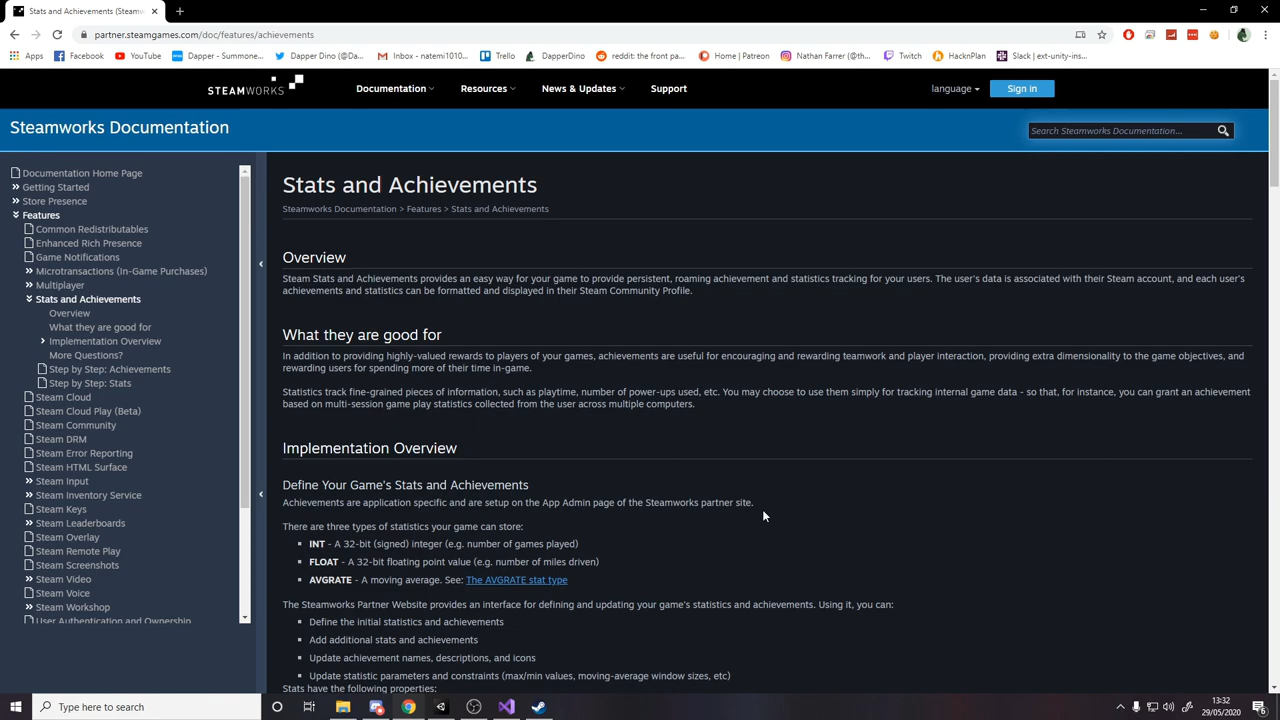 Stats and Achievements (Steamw
partner.steamgames.com/doc/features/achievements
Apps
Facebook
YouTube
Dapper - Summone...
Dapper Dino (@Da...
Inbox - natemi1010...
Trello
DapperDino
reddit: the front pa...
Home | Patreon
Nathan Farrer (@th...
Twitch
HacknPlan
Slack | ext-unity-ins...
STEAMWORKS
Documentation
Resources
News & Updates
Support
language
Sign in
Steamworks Documentation
Search Steamworks Documentation...
Documentation Home Page
Getting Started
Store Presence
Features
Common Redistributables
Enhanced Rich Presence
Game Notifications
Microtransactions (In-Game Purchases)
Multiplayer
Stats and Achievements
Overview
What they are good for
Implementation Overview
More Questions?
Step by Step: Achievements
Step by Step: Stats
Steam Cloud
Steam Cloud Play (Beta)
Steam Community
Steam DRM
Steam Error Reporting
Steam HTML Surface
Steam Input
Steam Inventory Service
Steam Keys
Steam Leaderboards
Steam Overlay
Steam Remote Play
Steam Screenshots
Steam Video
Steam Voice
Steam Workshop
User Authentication and Ownership
Stats and Achievements
Steamworks Documentation > Features > Stats and Achievements
Overview
Steam Stats and Achievements provides an easy way for your game to provide persistent, roaming achievement and statistics tracking for your users. The user's data is associated with their Steam account, and each user's
achievements and statistics can be formatted and displayed in their Steam Community Profile.
What they are good for
In addition to providing highly-valued rewards to players of your games, achievements are useful for encouraging and rewarding teamwork and player interaction, providing extra dimensionality to the game objectives, and
rewarding users for spending more of their time in-game.
Statistics track fine-grained pieces of information, such as playtime, number of power-ups used, etc. You may choose to use them simply for tracking internal game data - so that, for instance, you can grant an achievement
based on multi-session game play statistics collected from the user across multiple computers.
Implementation Overview
Define Your Game's Stats and Achievements
Achievements are application specific and are setup on the App Admin page of the Steamworks partner site.
There are three types of statistics your game can store:
INT - A 32-bit (signed) integer (e.g. number of games played)
FLOAT - A 32-bit floating point value (e.g. number of miles driven)
AVGRATE - A moving average. See: The AVGRATE stat type
The Steamworks Partner Website provides an interface for defining and updating your game's statistics and achievements. Using it, you can:
Define the initial statistics and achievements
Add additional stats and achievements
Update achievement names, descriptions, and icons
Update statistic parameters and constraints (max/min values, moving-average window sizes, etc)
Stats have the following properties:
Type here to search
13:32
29/05/2020
6